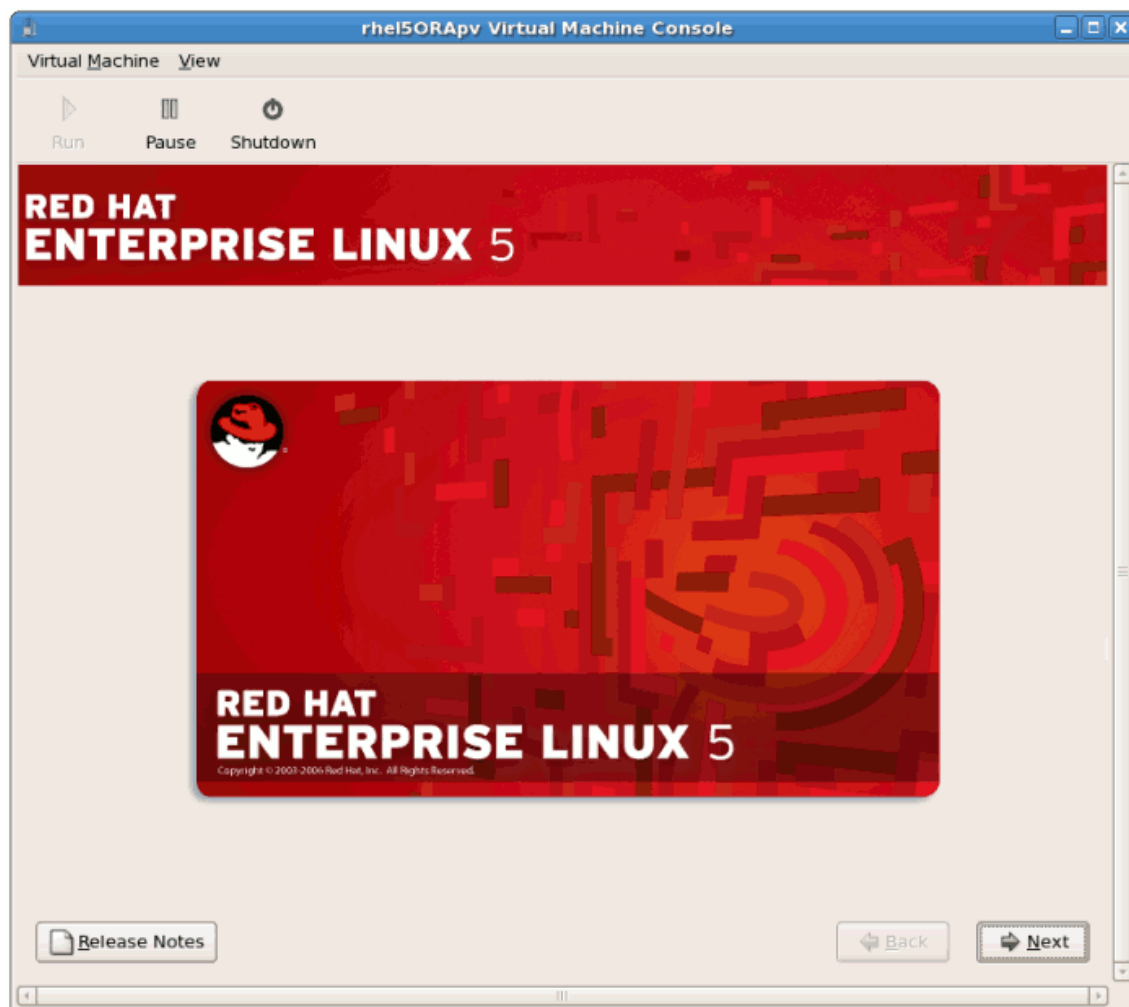 rhel5ORApv Virtual Machine Console
Virtual Machine View
Run Pause Shutdown
RED HAT
ENTERPRISE LINUX 5
RED HAT
ENTERPRISE LINUX 5
Copyright © 2003-2006 Red Hat, Inc. All Rights Reserved.
Release Notes Back Next